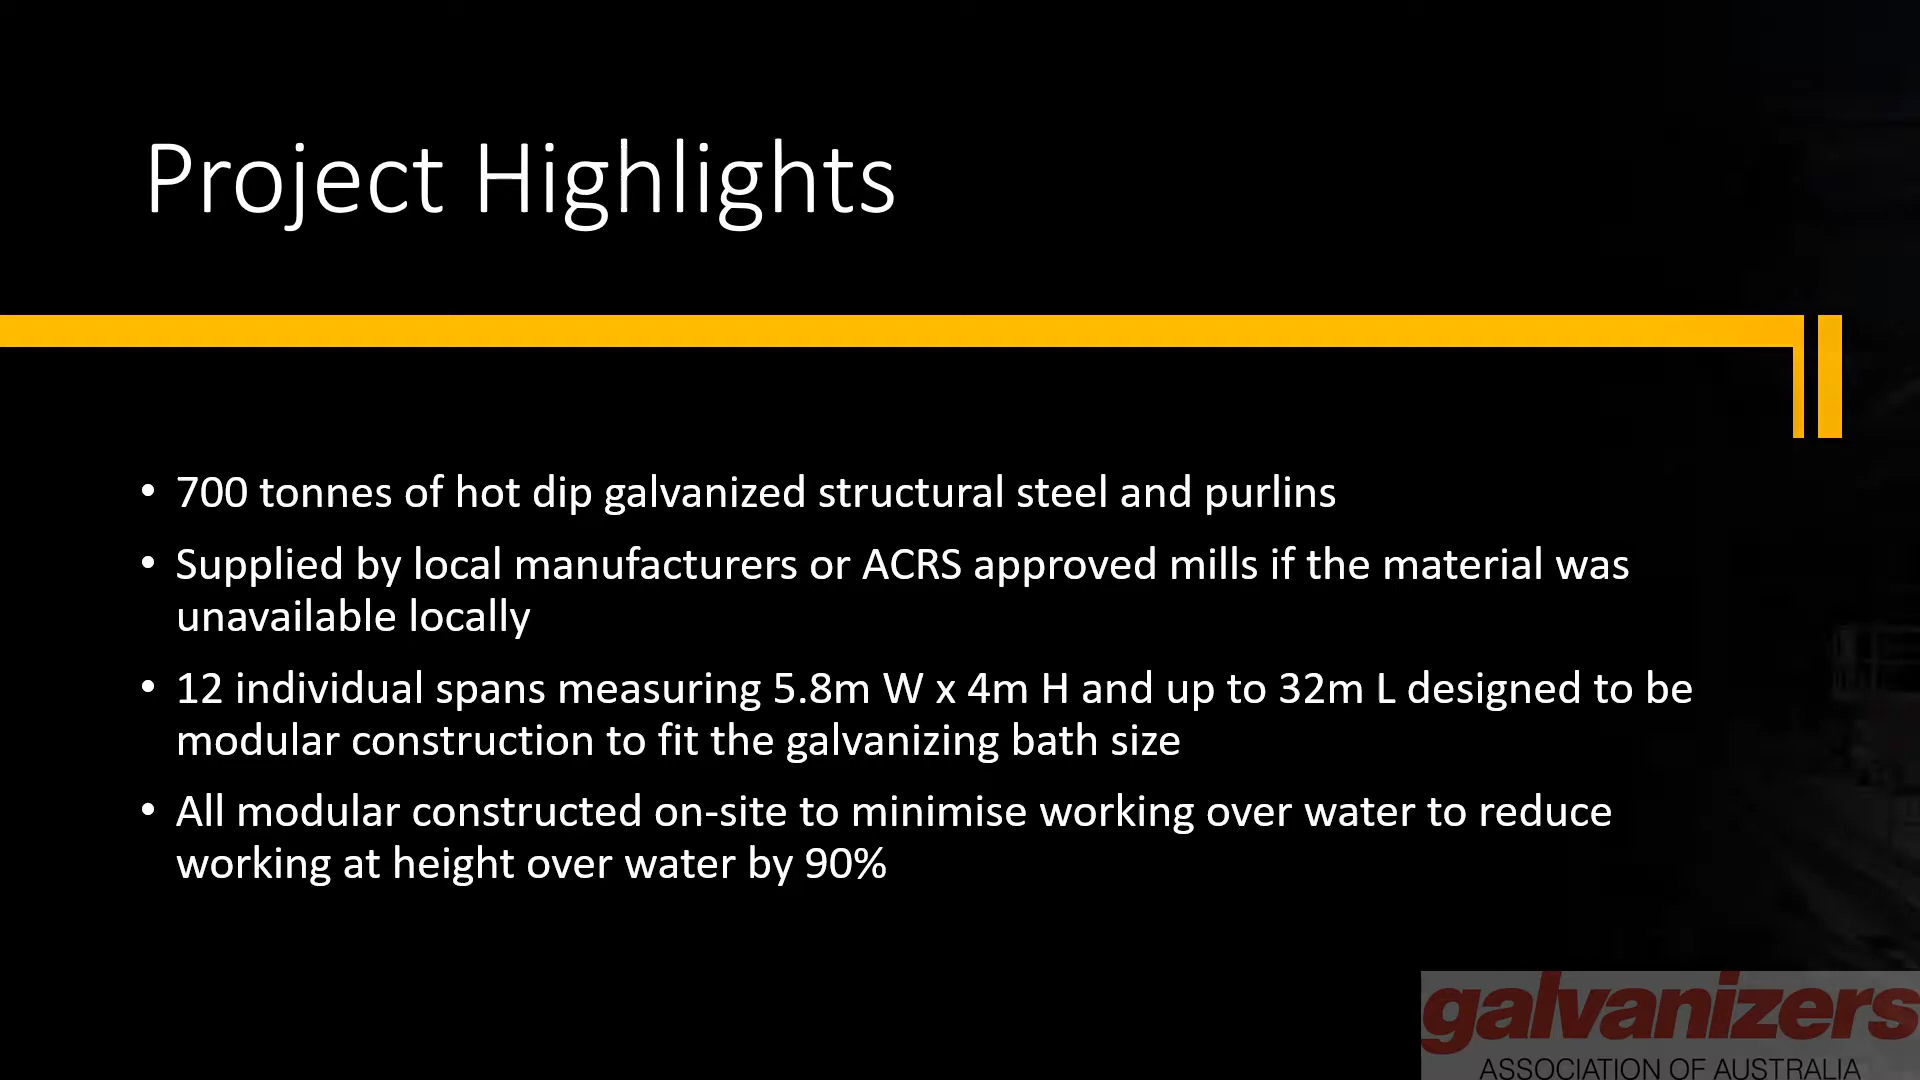 Project Highlights
• 700 tonnes of hot dip galvanized structural steel and purlins
• Supplied by local manufacturers or ACRS approved mills if the material was
unavailable locally
• 12 individual spans measuring 5.8m W x 4m H and up to 32m L designed to be
modular construction to fit the galvanizing bath size
• All modular constructed on-site to minimise working over water to reduce
working at height over water by 90%
galvanizers
ASSOCIATION OF AUSTRALIA